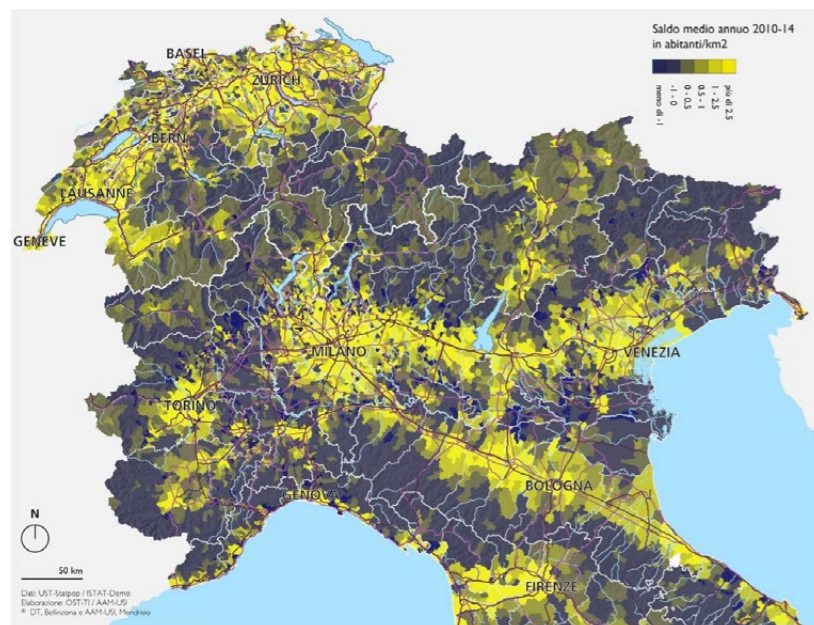 Saldo medio annuo 2010-14
in abitanti/km2
meno di -1
-1 - 0
0 - 0.5
0.5 - 1
1 - 2.5
più di 2.5
BASEL
ZÜRICH
BERN
LAUSANNE
GENEVE
MILANO
VENEZIA
TORINO
GENOVA
BOLOGNA
FIRENZE
N
50 km
Dati: UST-Statpop / ISTAT-Demo
Elaborazione: OST-TI / AAM-USI
© DT, Bellinzona e AAM-USI, Mendrisio